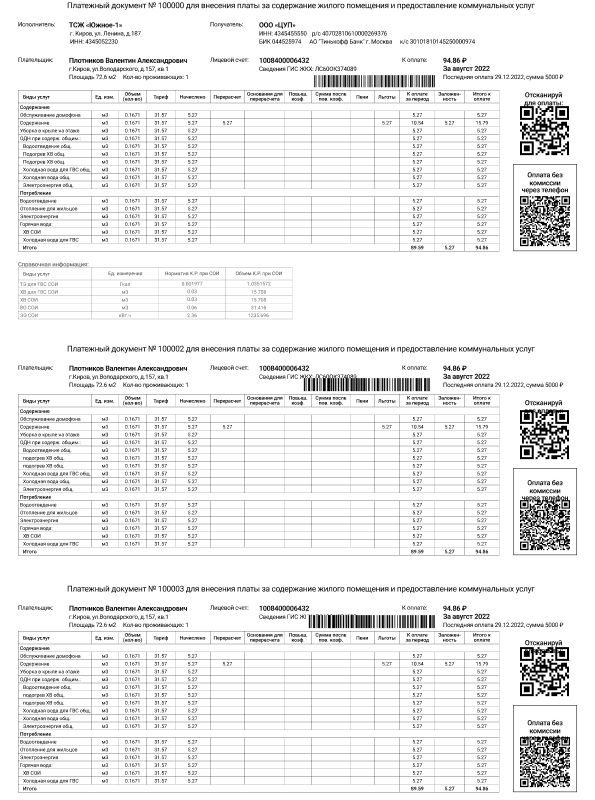 Платежный документ № 100000 для внесения платы за содержание жилого помещения и предоставление коммунальных услуг
Исполнитель: ТСЖ «Южное-1» Получатель: ООО «ЦУП»
г. Киров, ул. Ленина, д.187 ИНН: 4345455550 р/с 40702810610000269376
ИНН: 4345052230 БИК 044525974 АО "Тинькофф Банк" г. Москва к/с 30101810145250000974
Плательщик: Плотников Валентин Александрович Лицевой счет: 1008400006432 К оплате: 94.86 ₽
г.Киров, ул.Володарского, д.157, кв.1 Сведения ГИС ЖКХ: ЛС60ОК374089 За август 2022
Площадь 72.6 м2 Кол-во проживающих: 1 Последняя оплата 29.12.2022, сумма 5000 ₽
Виды услуг Ед. изм. Объем (кол-во) Тариф Начислено Перерасчет Основания для перерасчета Повыш. коэф. Сумма после пов. коэф. Пени Льготы К оплате за период Заложен- ность Итого к оплате
Содержание
Обслуживание домофона м3 0.1671 31.57 5.27 5.27 5.27
Содержание м3 0.1671 31.57 5.27 5.27 5.27 10.54 5.27 15.79
Уборка в крыле на этаже м3 0.1671 31.57 5.27 5.27 5.27
ОДН при содерж. общим.: м3 0.1671 31.57 5.27 5.27 5.27
Водоотведение общ. м3 0.1671 31.57 5.27 5.27 5.27
Подогрев ХВ общ. м3 0.1671 31.57 5.27 5.27 5.27
Подогрев ХВ общ. м3 0.1671 31.57 5.27 5.27 5.27
Холодная вода для ГВС общ. м3 0.1671 31.57 5.27 5.27 5.27
Холодная вода общ. м3 0.1671 31.57 5.27 5.27 5.27
Электроэнергия общ. м3 0.1671 31.57 5.27 5.27 5.27
Потребление
Водоотведение м3 0.1671 31.57 5.27 5.27 5.27
Отопление для жильцов м3 0.1671 31.57 5.27 5.27 5.27
Электроэнергия м3 0.1671 31.57 5.27 5.27 5.27
Горячая вода: м3 0.1671 31.57 5.27 5.27 5.27
ХВ СОИ м3 0.1671 31.57 5.27 5.27 5.27
Холодная вода для ГВС м3 0.1671 31.57 5.27 5.27 5.27
Итого 89.59 5.27 94.86
Отсканируй
для оплаты:
Оплата без
комиссии
через телефон
Справочная информация:
Виды услуг Ед. измерения Норматив К.Р. при СОИ Объем К.Р. при СОИ
ТЭ для ГВС СОИ Гкал
ХВ для ГВС СОИ м3 0.03 15.708
ХВ СОИ м3 0.03 15.708
ВО СОИ м3 0.06 31.416
ЭЭ СОИ кВт.ч 2.36 1235.696
Платежный документ № 100002 для внесения платы за содержание жилого помещения и предоставление коммунальных услуг
Плательщик: Плотников Валентин Александрович Лицевой счет: 1008400006432 К оплате: 94.86 ₽
г.Киров, ул.Володарского, д.157, кв.1 Сведения ГИС ЖКХ: ЛС60ОК374089 За август 2022
Площадь 72.6 м2 Кол-во проживающих: 1 Последняя оплата 29.12.2022, сумма 5000 ₽
Виды услуг Ед. изм. Объем (кол-во) Тариф Начислено Перерасчет Основания для перерасчета Повыш. коэф. Сумма после пов. коэф. Пени Льготы К оплате за период Заложен- ность Итого к оплате
Содержание
Обслуживание домофона м3 0.1671 31.57 5.27 5.27 5.27
Содержание м3 0.1671 31.57 5.27 5.27 5.27 10.54 5.27 15.79
Уборка в крыле на этаже м3 0.1671 31.57 5.27 5.27 5.27
ОДН при содерж. общим.: м3 0.1671 31.57 5.27 5.27 5.27
Водоотведение общ. м3 0.1671 31.57 5.27 5.27 5.27
подогрев ХВ общ. м3 0.1671 31.57 5.27 5.27 5.27
подогрев ХВ общ. м3 0.1671 31.57 5.27 5.27 5.27
Холодная вода для ГВС общ. м3 0.1671 31.57 5.27 5.27 5.27
Холодная вода общ. м3 0.1671 31.57 5.27 5.27 5.27
Электроэнергия общ. м3 0.1671 31.57 5.27 5.27 5.27
Потребление
Водоотведение м3 0.1671 31.57 5.27 5.27 5.27
Отопление для жильцов м3 0.1671 31.57 5.27 5.27 5.27
Электроэнергия м3 0.1671 31.57 5.27 5.27 5.27
Горячая вода: м3 0.1671 31.57 5.27 5.27 5.27
ХВ СОИ м3 0.1671 31.57 5.27 5.27 5.27
Холодная вода для ГВС м3 0.1671 31.57 5.27 5.27 5.27
Итого 89.59 5.27 94.86
Отсканируй
Оплата без
комиссии
через телефон
Платежный документ № 100003 для внесения платы за содержание жилого помещения и предоставление коммунальных услуг
Плательщик: Плотников Валентин Александрович Лицевой счет: 1008400006432 К оплате: 94.86 ₽
г.Киров, ул.Володарского, д.157, кв.1 Сведения ГИС За август 2022
Площадь 72.6 м2 Кол-во проживающих: 1 Последняя оплата 29.12.2022, сумма 5000 ₽
Виды услуг Ед. изм. Объем (кол-во) Тариф Начислено Перерасчет Основания для перерасчета Повыш. коэф. Сумма после пов. коэф. Пени Льготы К оплате за период Заложен- ность Итого к оплате
Содержание
Обслуживание домофона м3 0.1671 31.57 5.27 5.27 5.27
Содержание м3 0.1671 31.57 5.27 5.27 5.27 10.54 5.27 15.79
Уборка в крыле на этаже м3 0.1671 31.57 5.27 5.27 5.27
ОДН при содерж. общим.: м3 0.1671 31.57 5.27 5.27 5.27
Водоотведение общ. м3 0.1671 31.57 5.27 5.27 5.27
подогрев ХВ общ. м3 0.1671 31.57 5.27 5.27 5.27
подогрев ХВ общ. м3 0.1671 31.57 5.27 5.27 5.27
Холодная вода для ГВС общ. м3 0.1671 31.57 5.27 5.27 5.27
Холодная вода общ. м3 0.1671 31.57 5.27 5.27 5.27
Электроэнергия общ. м3 0.1671 31.57 5.27 5.27 5.27
Потребление
Водоотведение м3 0.1671 31.57 5.27 5.27 5.27
Отопление для жильцов м3 0.1671 31.57 5.27 5.27 5.27
Электроэнергия м3 0.1671 31.57 5.27 5.27 5.27
Горячая вода: м3 0.1671 31.57 5.27 5.27 5.27
ХВ СОИ м3 0.1671 31.57 5.27 5.27 5.27
Холодная вода для ГВС м3 0.1671 31.57 5.27 5.27 5.27
Итого 89.59 5.27 94.86
Отсканируй
Оплата без
комиссии